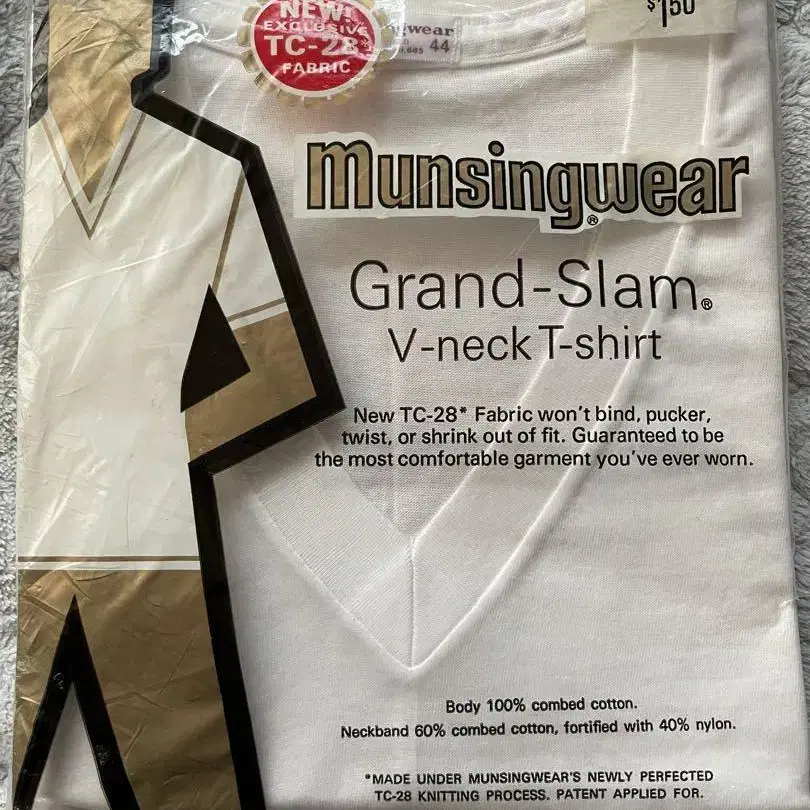 NEW!
EXCLUSIVE
TC-28*
FABRIC
wear
44
$1.50
Munsingwear®
Grand-Slam®
V-neck T-shirt
New TC-28* Fabric won't bind, pucker,
twist, or shrink out of fit. Guaranteed to be
the most comfortable garment you've ever worn.
Body 100% combed cotton.
Neckband 60% combed cotton, fortified with 40% nylon.
*MADE UNDER MUNSINGWEAR'S NEWLY PERFECTED
TC-28 KNITTING PROCESS. PATENT APPLIED FOR.